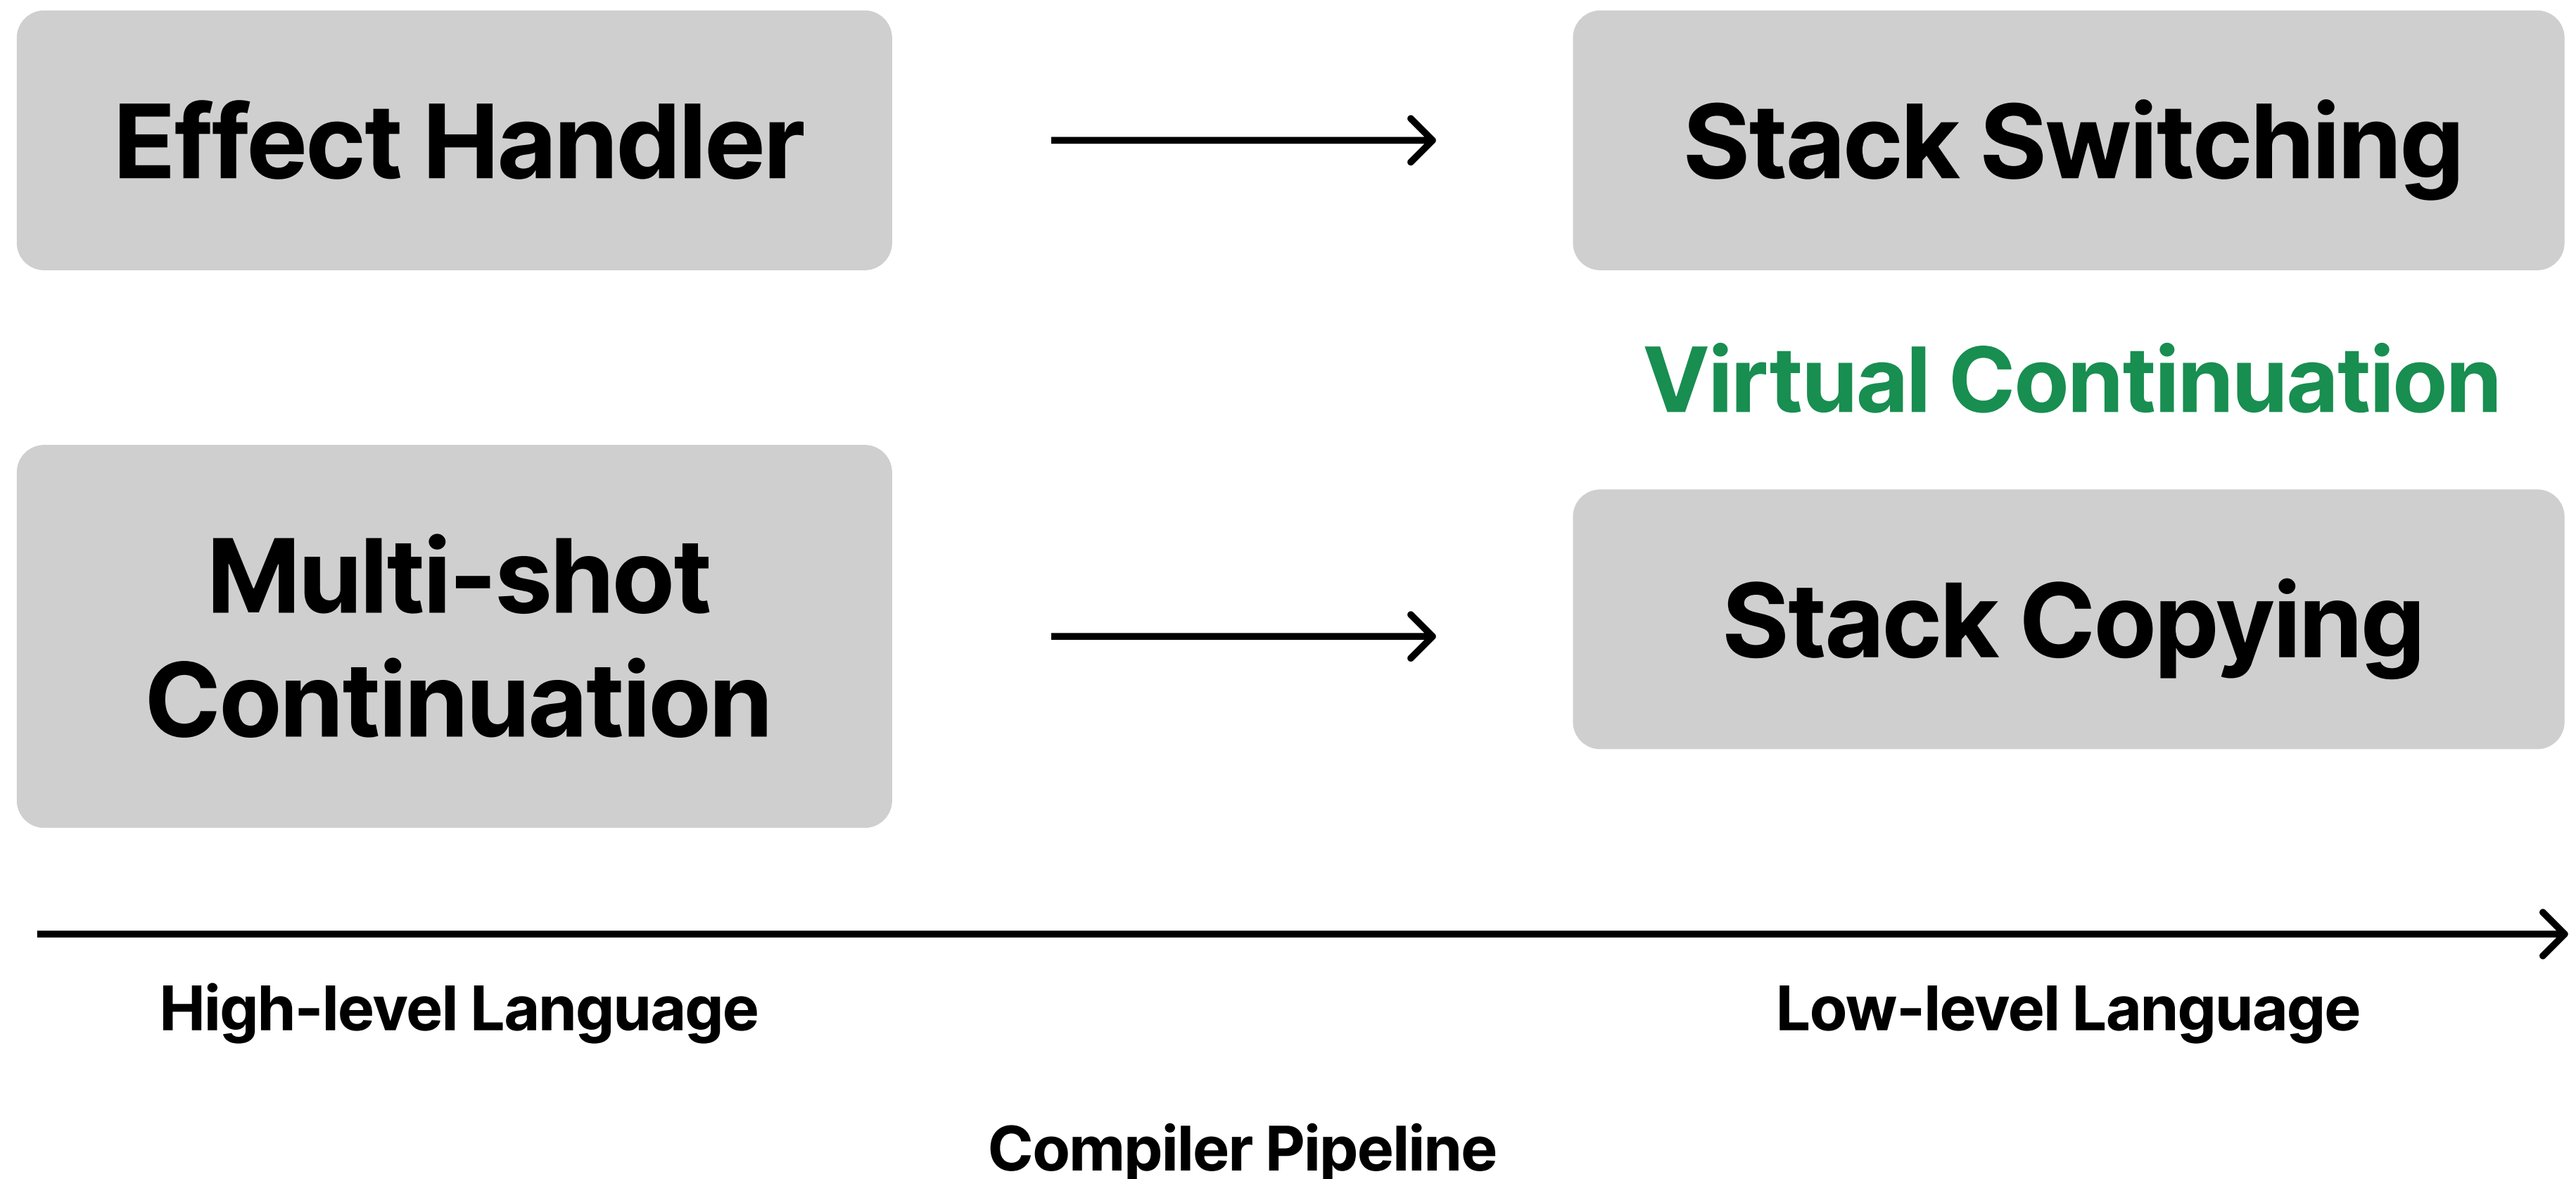 Effect Handler
Stack Switching
Virtual Continuation
Multi-shot
Continuation
Stack Copying
High-level Language
Low-level Language
Compiler Pipeline